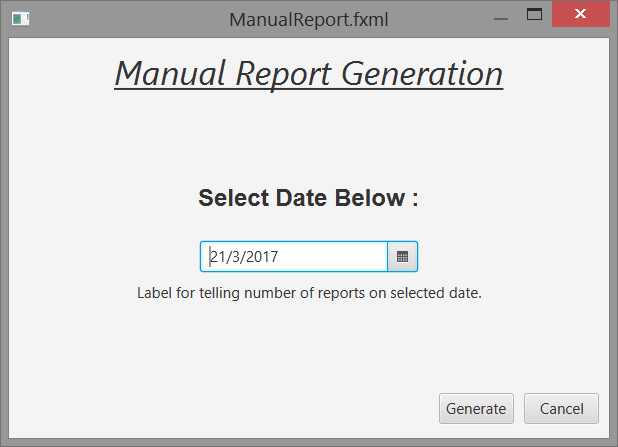 ManualReport.fxml
Manual Report Generation
Select Date Below :
21/3/2017
Label for telling number of reports on selected date.
Generate Cancel